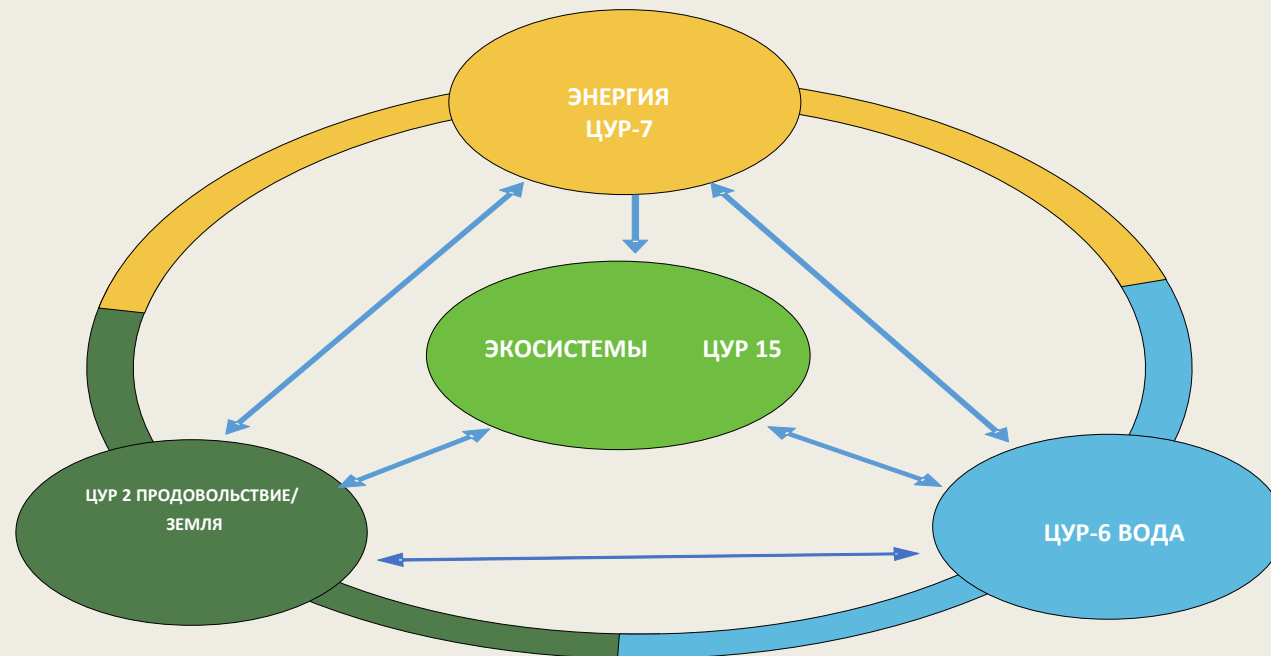 ЭНЕРГИЯ
ЦУР-7
ЭКОСИСТЕМЫ ЦУР 15
ЦУР 2 ПРОДОВОЛЬСТВИЕ/
ЗЕМЛЯ
ЦУР-6 ВОДА